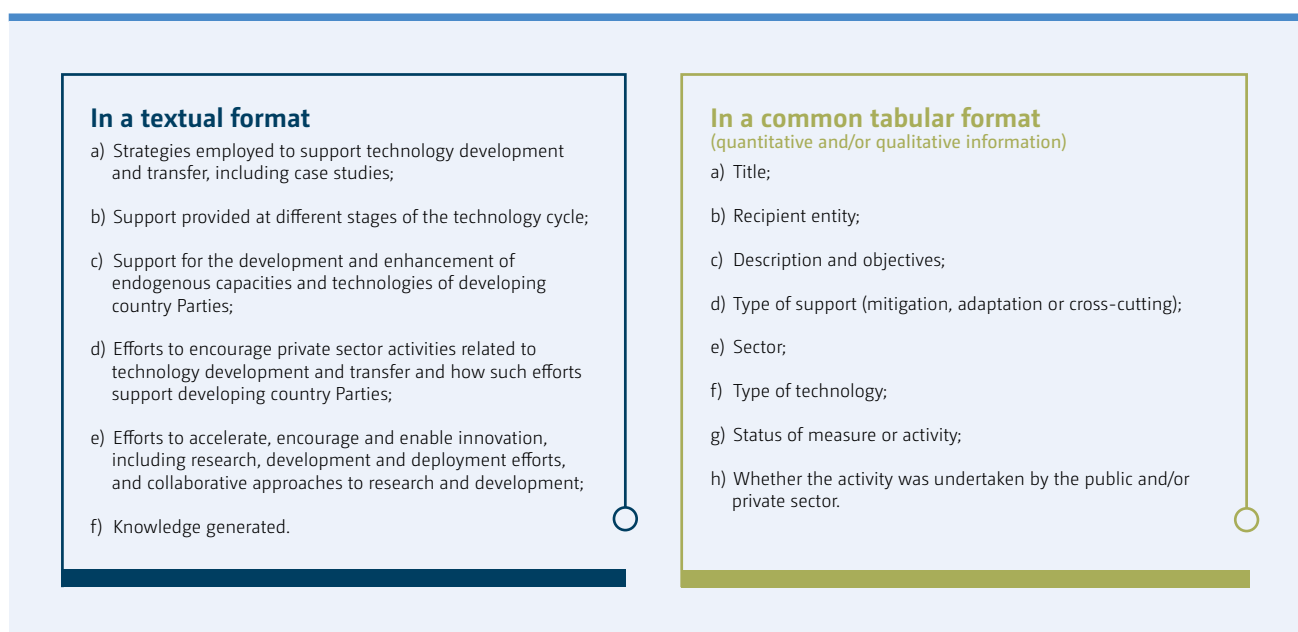 In a textual format
a) Strategies employed to support technology development
and transfer, including case studies;
b) Support provided at different stages of the technology cycle;
c) Support for the development and enhancement of
endogenous capacities and technologies of developing
country Parties;
d) Efforts to encourage private sector activities related to
technology development and transfer and how such efforts
support developing country Parties;
e) Efforts to accelerate, encourage and enable innovation,
including research, development and deployment efforts,
and collaborative approaches to research and development;
f) Knowledge generated.
In a common tabular format
(quantitative and/or qualitative information)
a) Title;
b) Recipient entity;
c) Description and objectives;
d) Type of support (mitigation, adaptation or cross-cutting);
e) Sector;
f) Type of technology;
g) Status of measure or activity;
h) Whether the activity was undertaken by the public and/or
private sector.